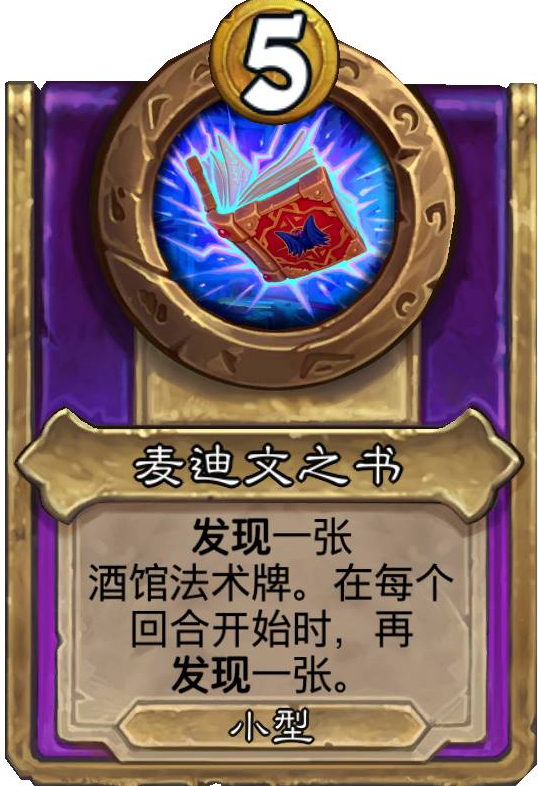 5
麦迪文之书
发现一张
酒馆法术牌。在每个
回合开始时，再
发现一张。
小型